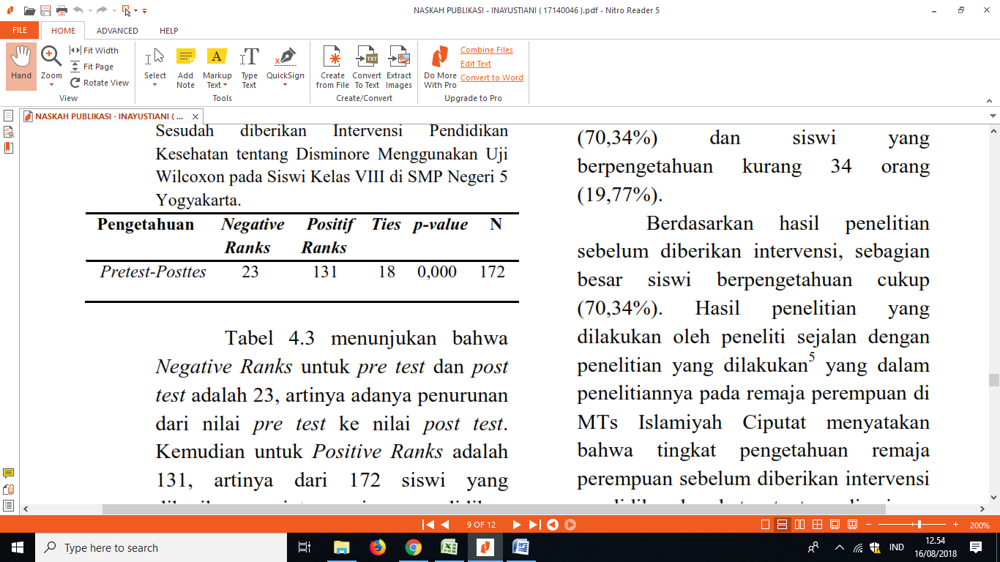 NASKAH PUBLIKASI - INAYUSTIANI ( 17140046 ).pdf - Nitro Reader 5
FILE HOME ADVANCED HELP
Hand
Zoom
Fit Width
Fit Page
Rotate View
View
Select
Add Note
Markup Text
Type Text
QuickSign
Tools
Create from File
Convert To Text
Extract Images
Create/Convert
Do More With Pro
Combine Files
Edit Text
Convert to Word
Upgrade to Pro
NASKAH PUBLIKASI - INAYUSTIANI ( ...
Sesudah diberikan Intervensi Pendidikan
Kesehatan tentang Disminore Menggunakan Uji
Wilcoxon pada Siswi Kelas VIII di SMP Negeri 5
Yogyakarta.
Pengetahuan Negative Positif Ties p-value N
Ranks Ranks
Pretest-Posttes 23 131 18 0,000 172
Tabel 4.3 menunjukan bahwa
Negative Ranks untuk pre test dan post
test adalah 23, artinya adanya penurunan
dari nilai pre test ke nilai post test.
Kemudian untuk Positive Ranks adalah
131, artinya dari 172 siswi yang
(70,34%) dan siswi yang
berpengetahuan kurang 34 orang
(19,77%).
Berdasarkan hasil penelitian
sebelum diberikan intervensi, sebagian
besar siswi berpengetahuan cukup
(70,34%). Hasil penelitian yang
dilakukan oleh peneliti sejalan dengan
penelitian yang dilakukan5 yang dalam
penelitiannya pada remaja perempuan di
MTs Islamiyah Ciputat menyatakan
bahwa tingkat pengetahuan remaja
perempuan sebelum diberikan intervensi
9 OF 12
200%
Type here to search
IND
12.54
16/08/2018